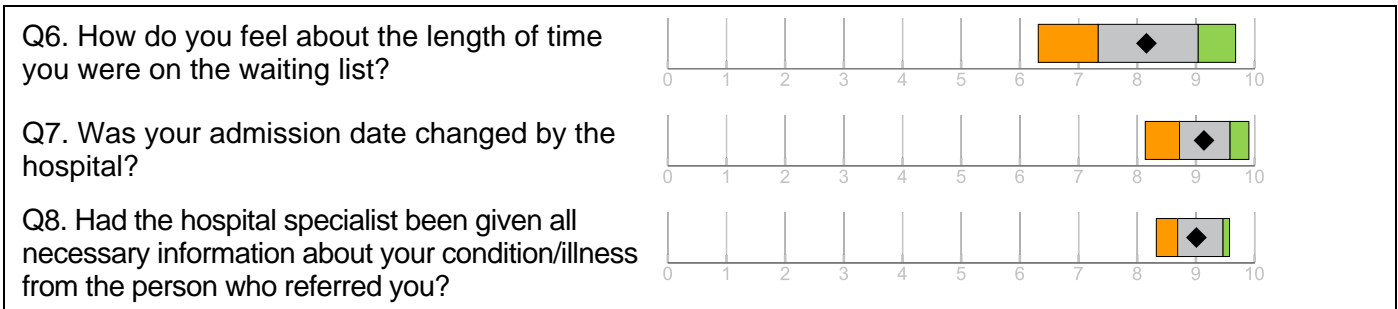 Q6. How do you feel about the length of time
you were on the waiting list?
0 1 2 3 4 5 6 7 8 9 10
Q7. Was your admission date changed by the
hospital?
0 1 2 3 4 5 6 7 8 9 10
Q8. Had the hospital specialist been given all
necessary information about your condition/illness
from the person who referred you?
0 1 2 3 4 5 6 7 8 9 10